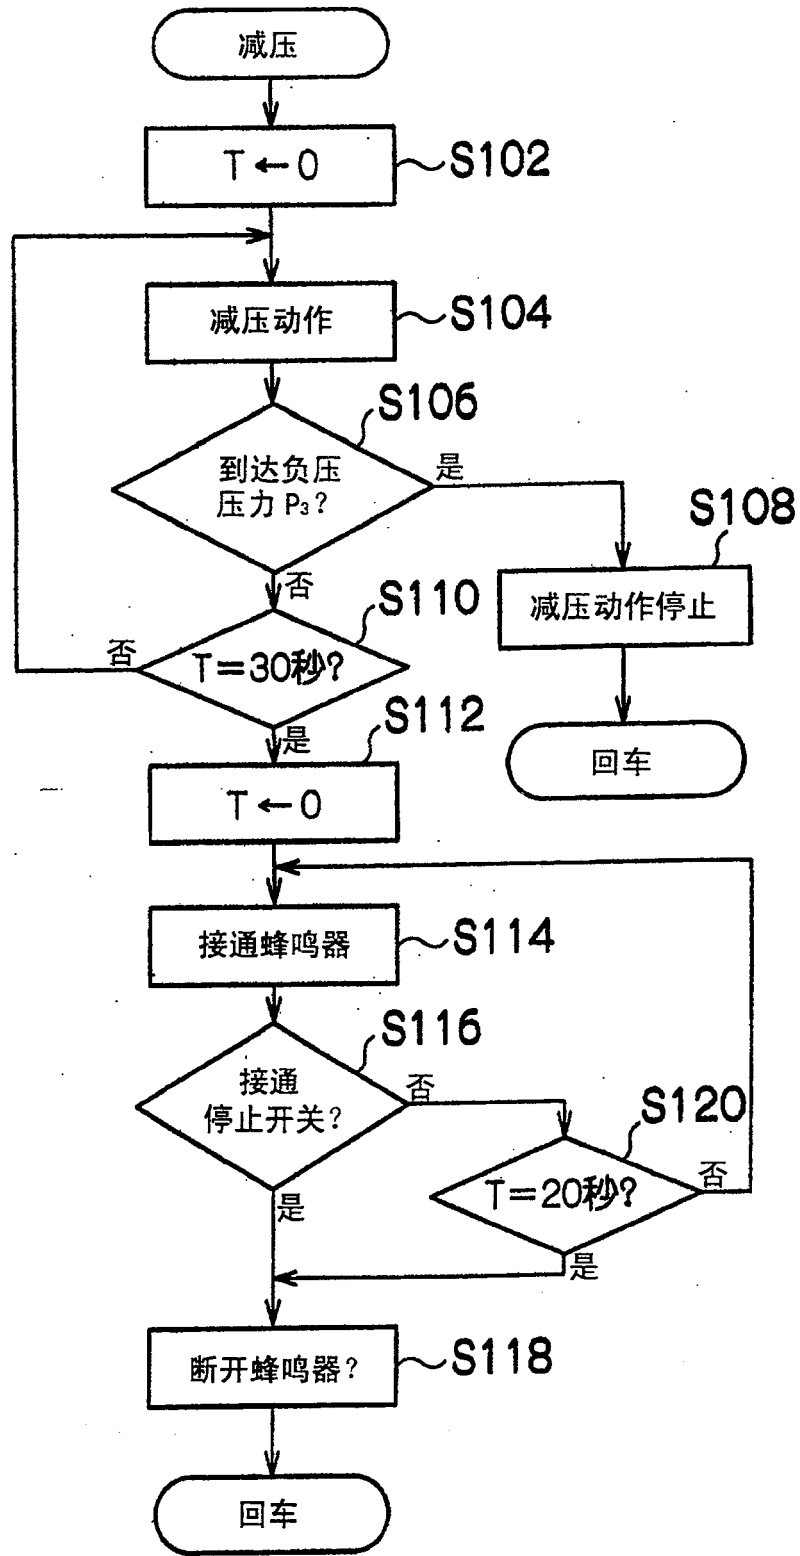 减压
T←0
S102
减压动作
S104
S106
到达负压
压力 P₃?
是
S108
减压动作停止
否
S110
否
T=30秒?
S112
是
回车
T←0
接通蜂鸣器
S114
S116
接通
停止开关?
否
S120
T=20秒?
否
是
是
断开蜂鸣器?
S118
回车